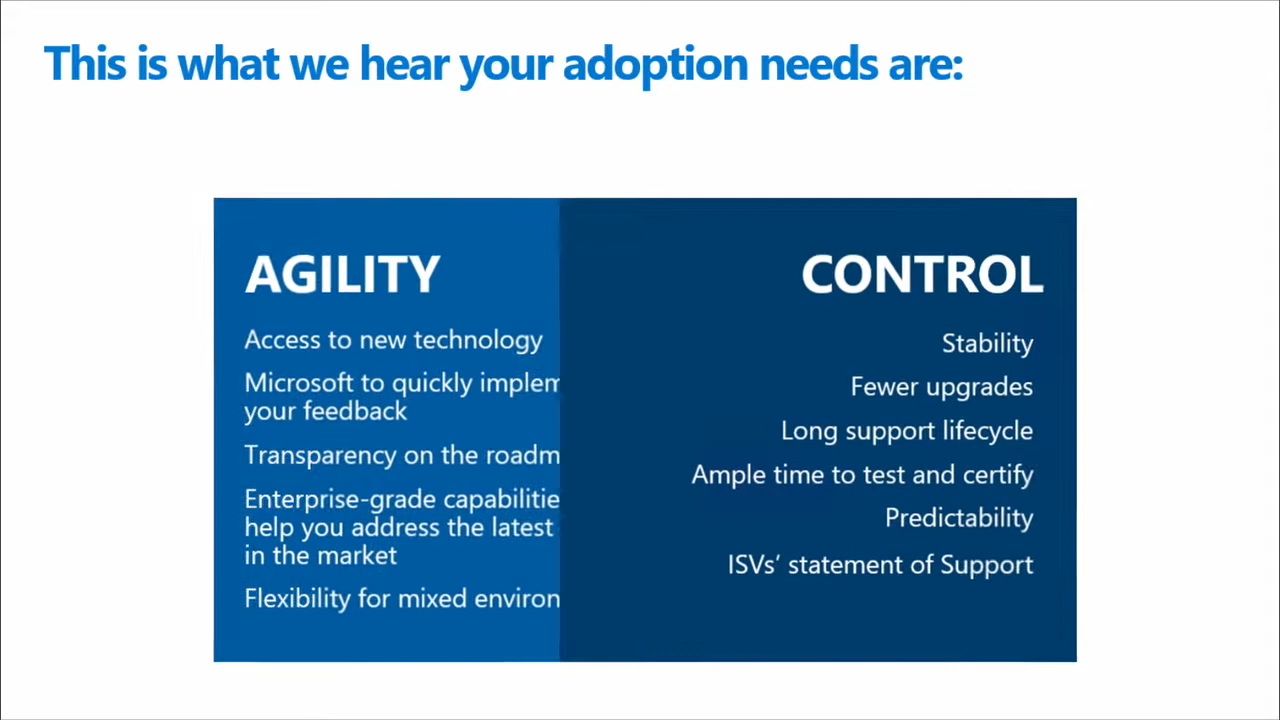 This is what we hear your adoption needs are:
AGILITY
Access to new technology
Microsoft to quickly implem
your feedback
Transparency on the roadm
Enterprise-grade capabilitie
help you address the latest
in the market
Flexibility for mixed environ
CONTROL
Stability
Fewer upgrades
Long support lifecycle
Ample time to test and certify
Predictability
ISVs’ statement of Support